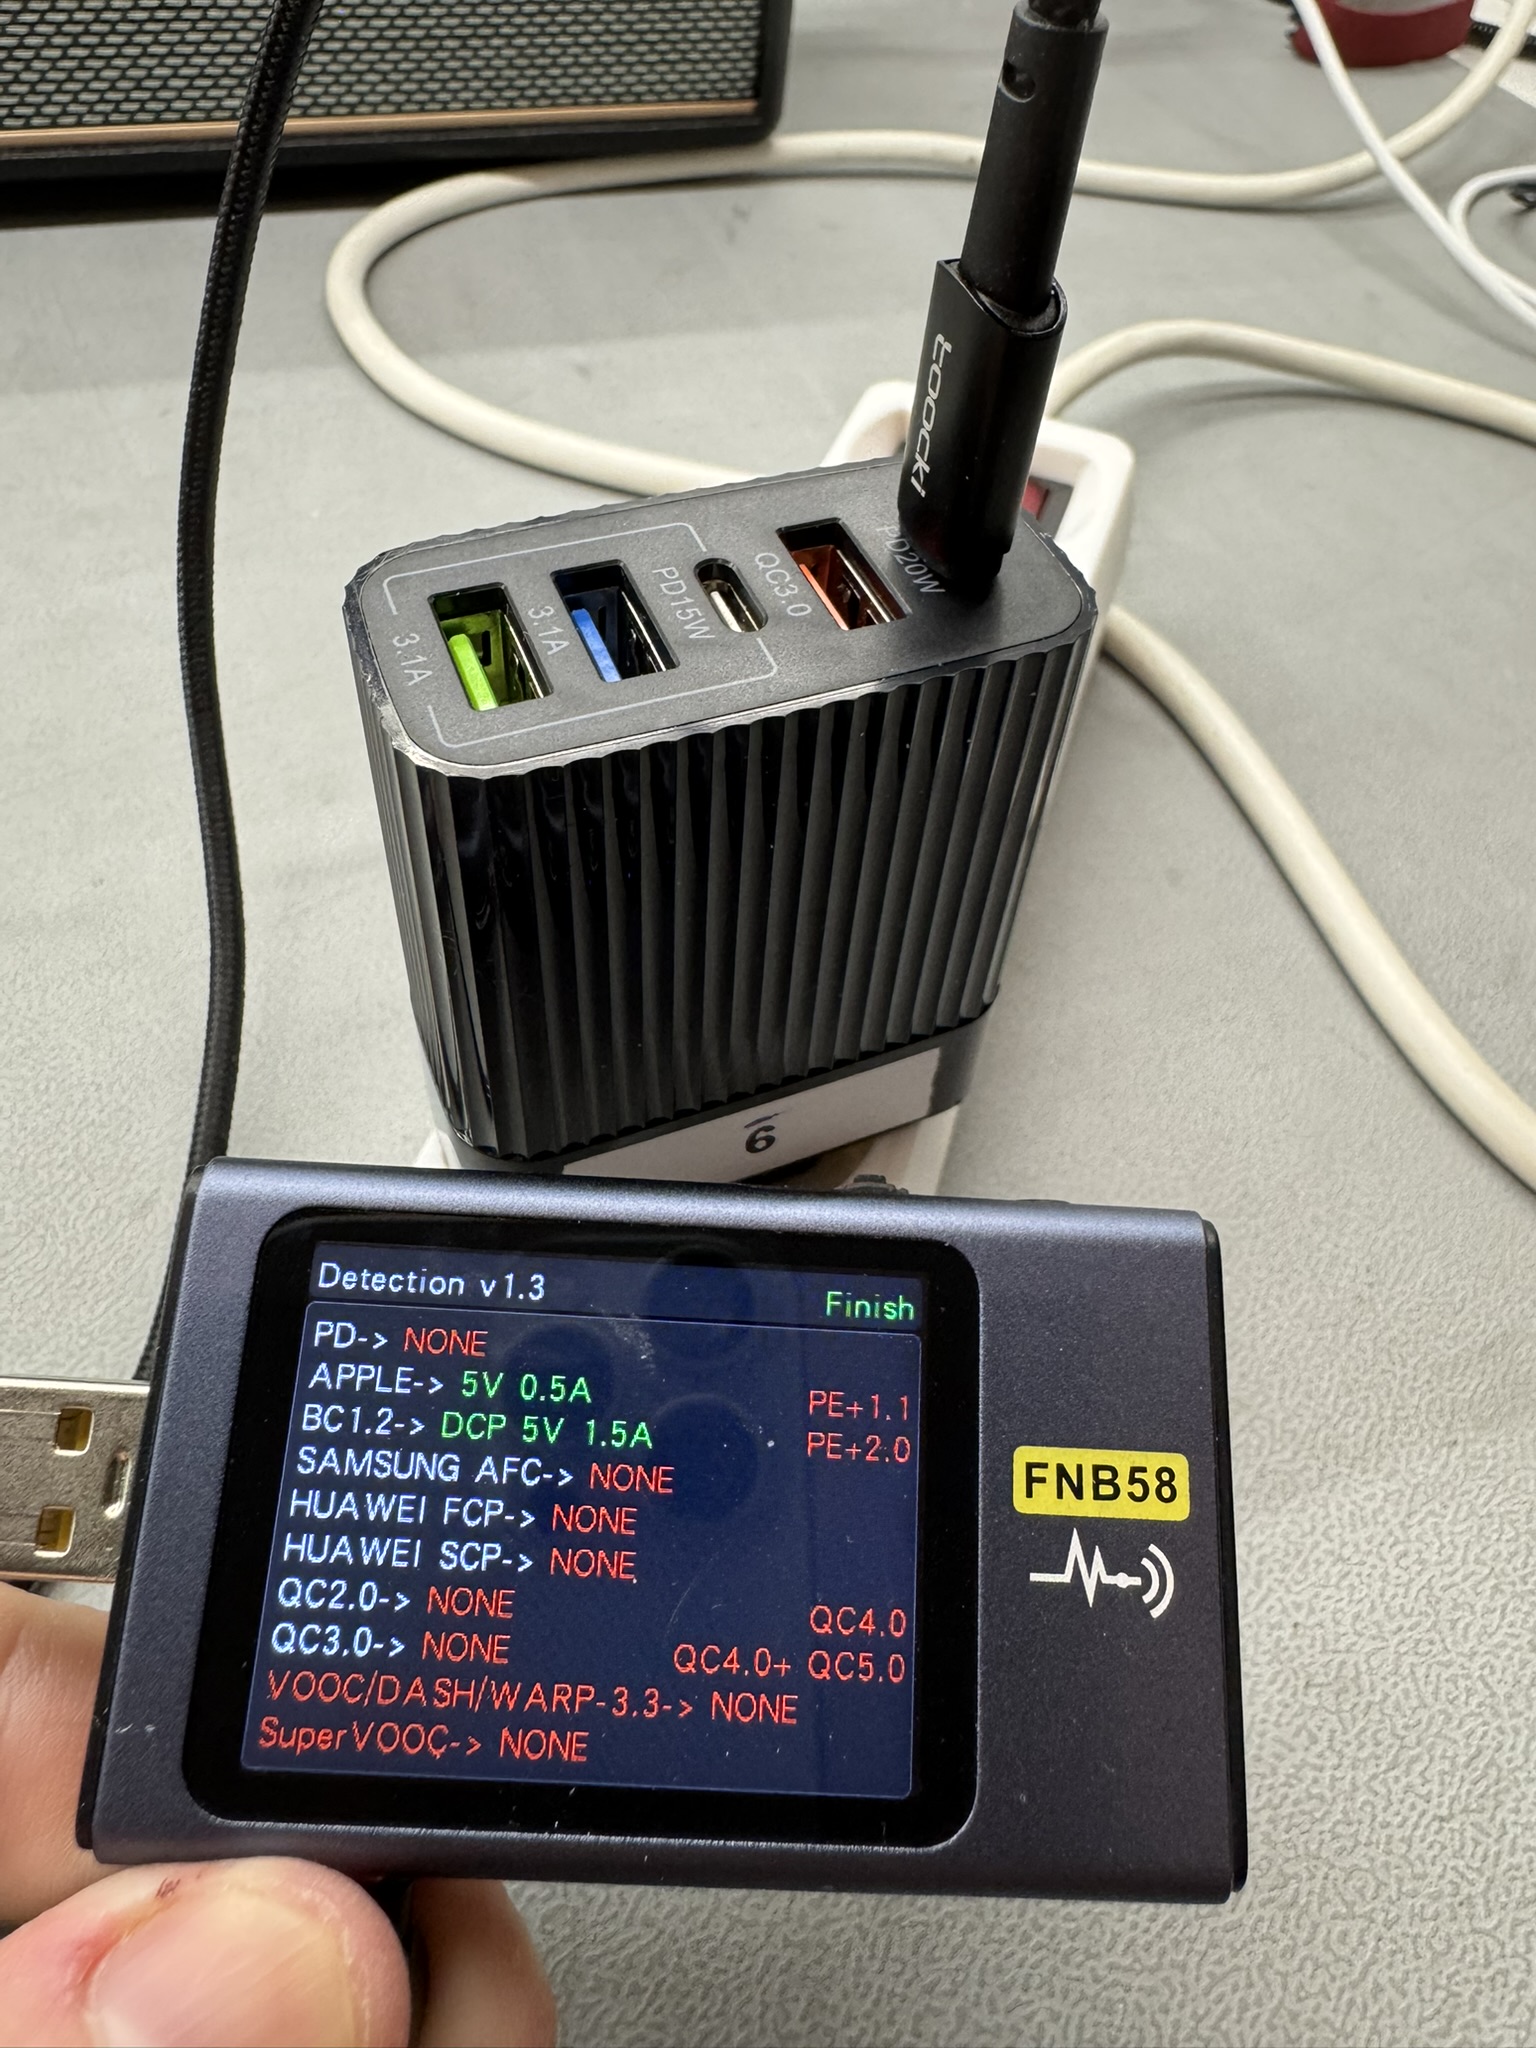 toocki
PD20W
QC3.0
PD15W
3.1A
3.1A
6
Detection v1.3
Finish
PD-> NONE
APPLE-> 5V 0.5A
PE+1.1
BC1.2-> DCP 5V 1.5A
PE+2.0
SAMSUNG AFC-> NONE
HUAWEI FCP-> NONE
HUAWEI SCP-> NONE
QC2.0-> NONE
QC4.0
QC3.0-> NONE
QC4.0+ QC5.0
VOOC/DASH/WARP-3.3-> NONE
SuperVOOC-> NONE
FNB58